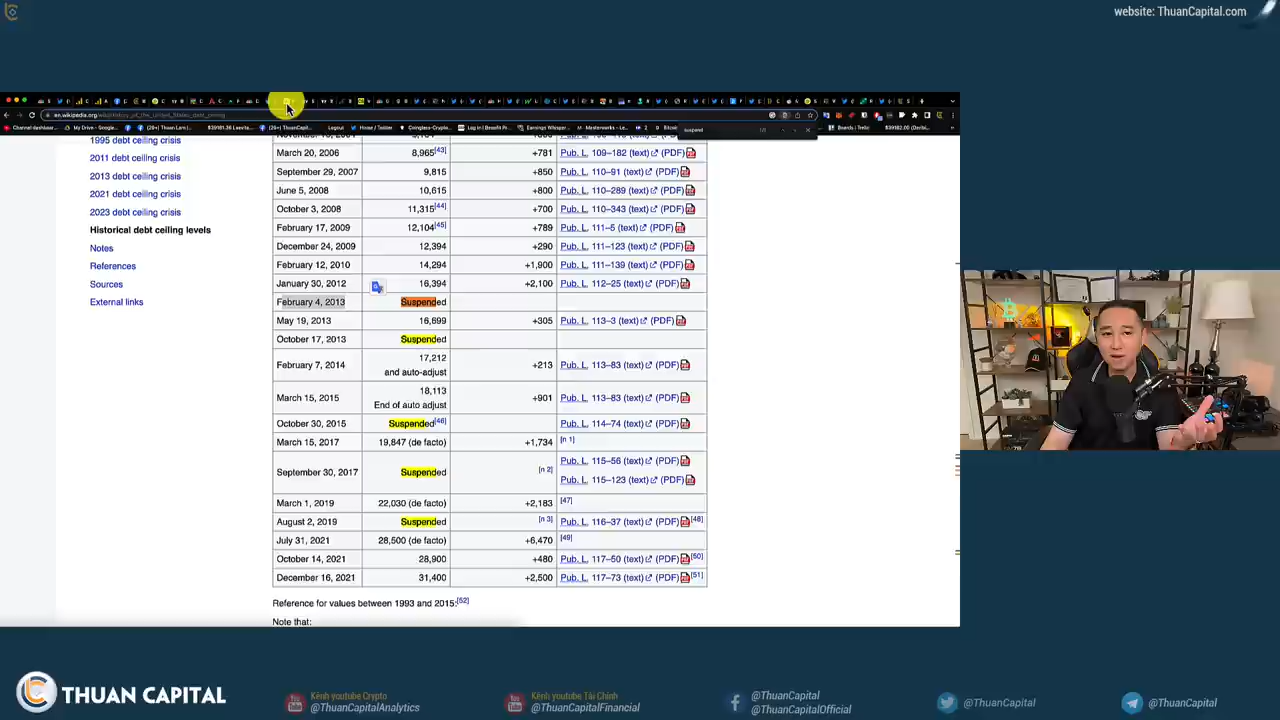 website: ThuanCapital.com
suspend
1995 debt ceiling crisis
2011 debt ceiling crisis
2013 debt ceiling crisis
2021 debt ceiling crisis
2023 debt ceiling crisis
Historical debt ceiling levels
Notes
References
Sources
External links
March 20, 2006 8,965[43] +781 Pub. L. 109–182 (text) (PDF)
September 29, 2007 9,815 +850 Pub. L. 110–91 (text) (PDF)
June 5, 2008 10,615 +800 Pub. L. 110–289 (text) (PDF)
October 3, 2008 11,315[44] +700 Pub. L. 110–343 (text) (PDF)
February 17, 2009 12,104[45] +789 Pub. L. 111–5 (text) (PDF)
December 24, 2009 12,394 +290 Pub. L. 111–123 (text) (PDF)
February 12, 2010 14,294 +1,900 Pub. L. 111–139 (text) (PDF)
January 30, 2012 16,394 +2,100 Pub. L. 112–25 (text) (PDF)
February 4, 2013 Suspended
May 19, 2013 16,699 +305 Pub. L. 113–3 (text) (PDF)
October 17, 2013 Suspended
February 7, 2014 17,212 and auto-adjust +213 Pub. L. 113–83 (text) (PDF)
March 15, 2015 18,113 End of auto adjust +901 Pub. L. 113–83 (text) (PDF)
October 30, 2015 Suspended[46] Pub. L. 114–74 (text) (PDF)
March 15, 2017 19,847 (de facto) +1,734 [n 1]
September 30, 2017 Suspended [n 2] Pub. L. 115–56 (text) (PDF)
Pub. L. 115–123 (text) (PDF)
March 1, 2019 22,030 (de facto) +2,183 [47]
August 2, 2019 Suspended [n 3] Pub. L. 116–37 (text) (PDF)[48]
July 31, 2021 28,500 (de facto) +6,470 [49]
October 14, 2021 28,900 +480 Pub. L. 117–50 (text) (PDF)[50]
December 16, 2021 31,400 +2,500 Pub. L. 117–73 (text) (PDF)[51]
Reference for values between 1993 and 2015:[52]
Note that:
THUAN CAPITAL
Kênh youtube Crypto
@ThuanCapitalAnalytics
Kênh youtube Tài Chính
@ThuanCapitalFinancial
@ThuanCapital
@ThuanCapitalOfficial
@ThuanCapital
@ThuanCapital